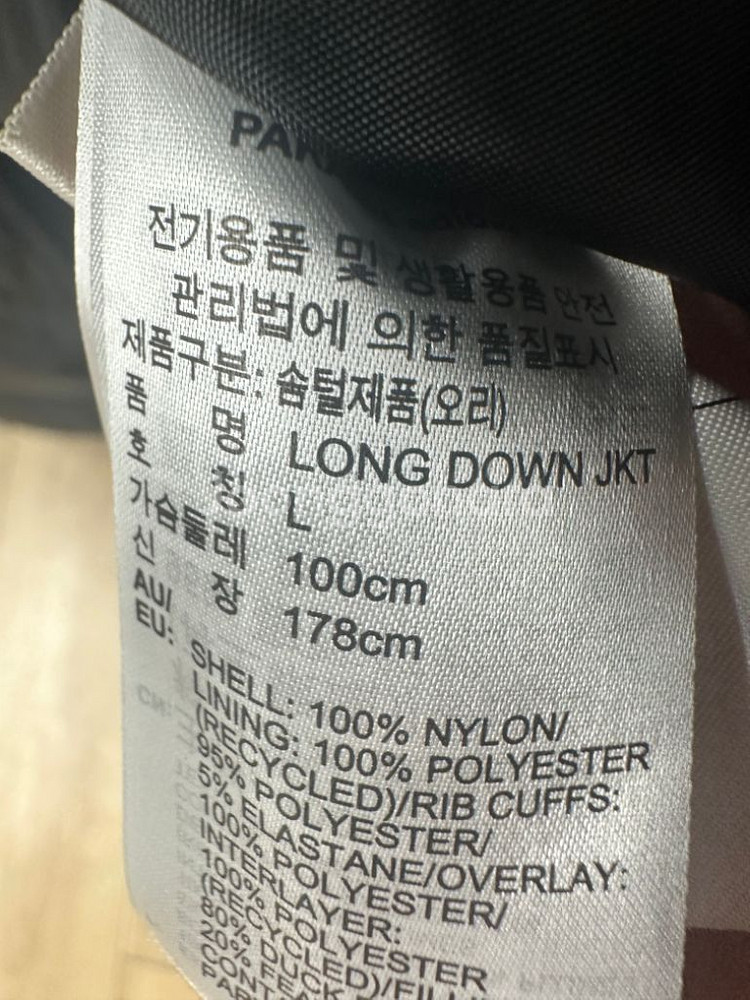 전기용품 및 생활용품 안전
관리법에 의한 품질표시
제품구분: 솜털제품(오리)
품 명 LONG DOWN JKT
호 칭 L
가슴둘레 100cm
신 장 178cm
AU/
EU: SHELL: 100% NYLON/
LINING: 100% POLYESTER
(RECYCLED)/RIB CUFFS:
95% POLYESTER/
5% ELASTANE/OVERLAY:
100% POLYESTER/
INTERLAYER:
100% POLYESTER
(RECYCLED)/
80% DUCK
20%